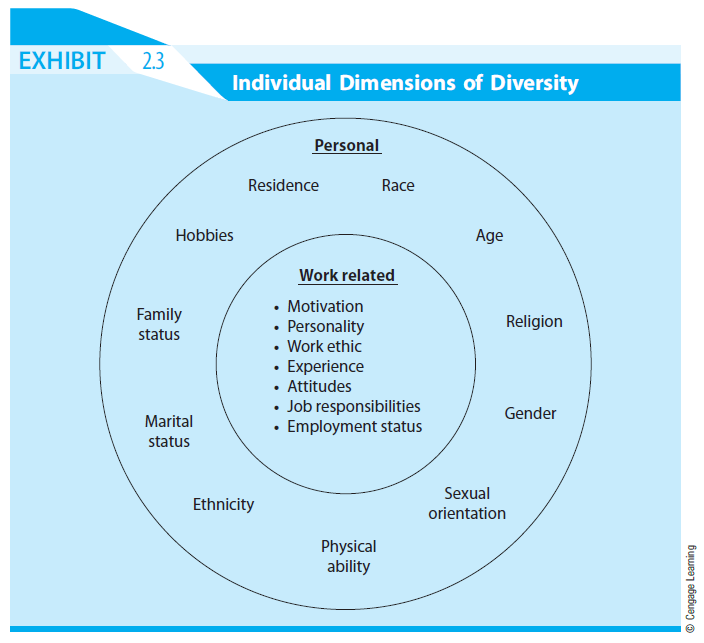 EXHIBIT 2.3
Individual Dimensions of Diversity
Personal
Residence
Race
Hobbies
Age
Family
status
Religion
Marital
status
Gender
Ethnicity
Sexual
orientation
Physical
ability
Work related
• Motivation
• Personality
• Work ethic
• Experience
• Attitudes
• Job responsibilities
• Employment status
© Cengage Learning